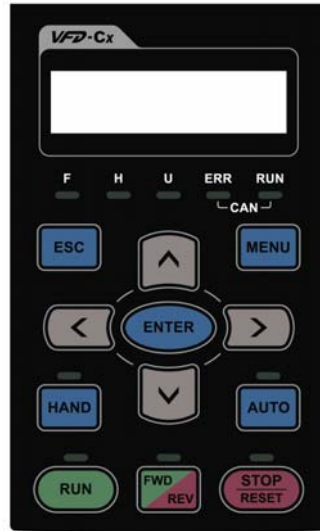 VFD-Cx
F H U ERR RUN
CAN
ESC MENU
ENTER
HAND AUTO
RUN FWD REV STOP RESET